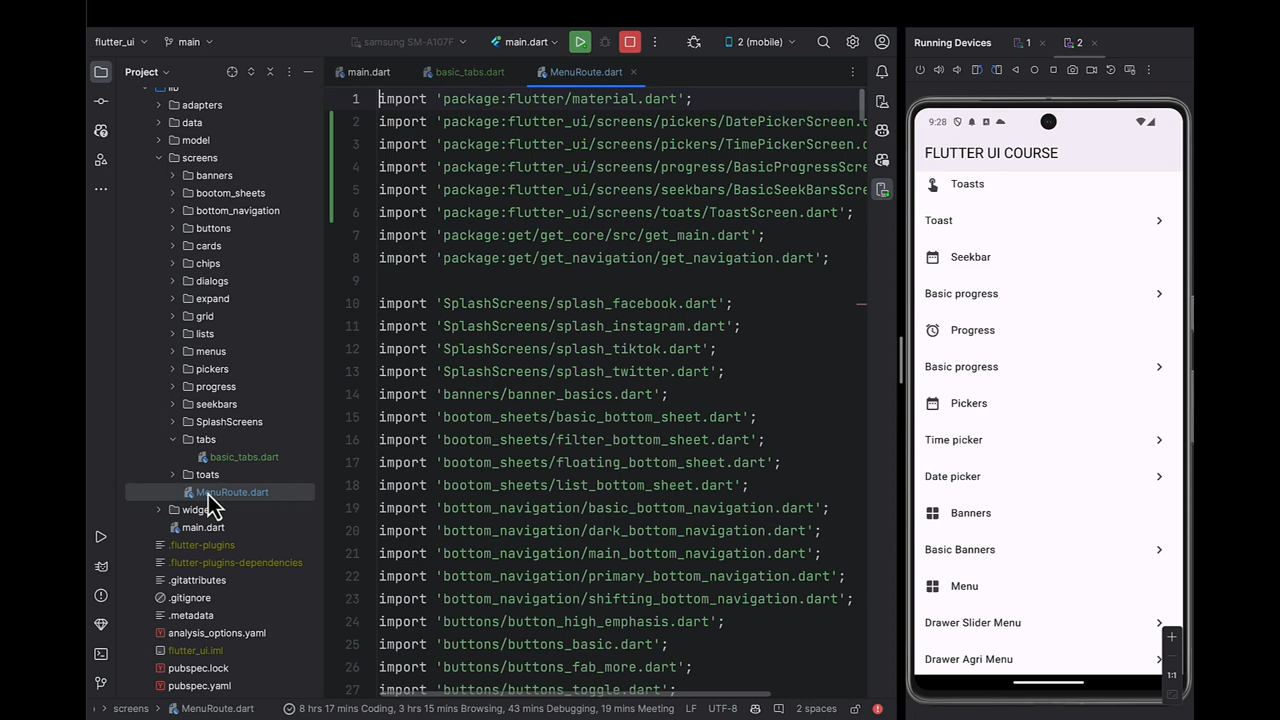 flutter_ui
main
samsung SM-A107F
main.dart
2 (mobile)
Running Devices
1
2
Project
main.dart
basic_tabs.dart
MenuRoute.dart
lib
adapters
data
model
screens
banners
bootom_sheets
bottom_navigation
buttons
cards
chips
dialogs
expand
grid
lists
menus
pickers
progress
seekbars
SplashScreens
tabs
basic_tabs.dart
toats
MenuRoute.dart
main.dart
.flutter-plugins
.flutter-plugins-dependencies
.gitattributes
.gitignore
.metadata
analysis_options.yaml
flutter_ui.iml
pubspec.lock
pubspec.yaml
1 import 'package:flutter/material.dart';
2 import 'package:flutter_ui/screens/pickers/DatePickerScreen.d
3 import 'package:flutter_ui/screens/pickers/TimePickerScreen.d
4 import 'package:flutter_ui/screens/progress/BasicProgressScre
5 import 'package:flutter_ui/screens/seekbars/BasicSeekBarsScre
6 import 'package:flutter_ui/screens/toats/ToastScreen.dart';
7 import 'package:get/get_core/src/get_main.dart';
8 import 'package:get/get_navigation/get_navigation.dart';
9
10 import 'SplashScreens/splash_facebook.dart';
11 import 'SplashScreens/splash_instagram.dart';
12 import 'SplashScreens/splash_tiktok.dart';
13 import 'SplashScreens/splash_twitter.dart';
14 import 'banners/banner_basics.dart';
15 import 'bootom_sheets/basic_bottom_sheet.dart';
16 import 'bootom_sheets/filter_bottom_sheet.dart';
17 import 'bootom_sheets/floating_bottom_sheet.dart';
18 import 'bootom_sheets/list_bottom_sheet.dart';
19 import 'bottom_navigation/basic_bottom_navigation.dart';
20 import 'bottom_navigation/dark_bottom_navigation.dart';
21 import 'bottom_navigation/main_bottom_navigation.dart';
22 import 'bottom_navigation/primary_bottom_navigation.dart';
23 import 'bottom_navigation/shifting_bottom_navigation.dart';
24 import 'buttons/button_high_emphasis.dart';
25 import 'buttons/buttons_basic.dart';
26 import 'buttons/buttons_fab_more.dart';
27 import 'buttons/buttons_toggle.dart';
9:28
FLUTTER UI COURSE
Toasts
Toast
Seekbar
Basic progress
Progress
Basic progress
Pickers
Time picker
Date picker
Banners
Basic Banners
Menu
Drawer Slider Menu
Drawer Agri Menu
1:1
screens
MenuRoute.dart
8 hrs 17 mins Coding, 3 hrs 15 mins Browsing, 43 mins Debugging, 19 mins Meeting
LF
UTF-8
2 spaces